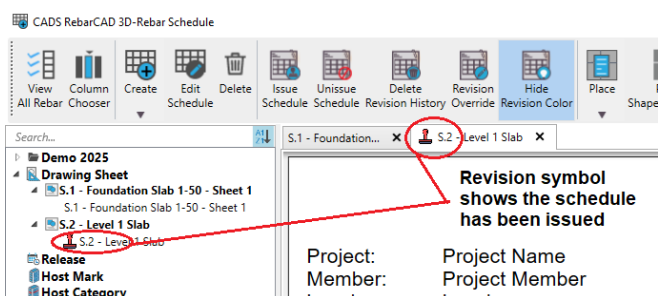 CADS RebarCAD 3D-Rebar Schedule
View All Rebar
Column Chooser
Create
Edit Schedule
Delete
Issue Schedule
Unissue Schedule
Delete Revision History
Revision Override
Hide Revision Color
Place
Search...
S.1 - Foundation...
S.2 - Level 1 Slab
Demo 2025
Drawing Sheet
S.1 - Foundation Slab 1-50 - Sheet 1
S.1 - Foundation Slab 1-50 - Sheet 1
S.2 - Level 1 Slab
S.2 - Level 1 Slab
Release
Host Mark
Host Category
Revision symbol
shows the schedule
has been issued
Project: Project Name
Member: Project Member